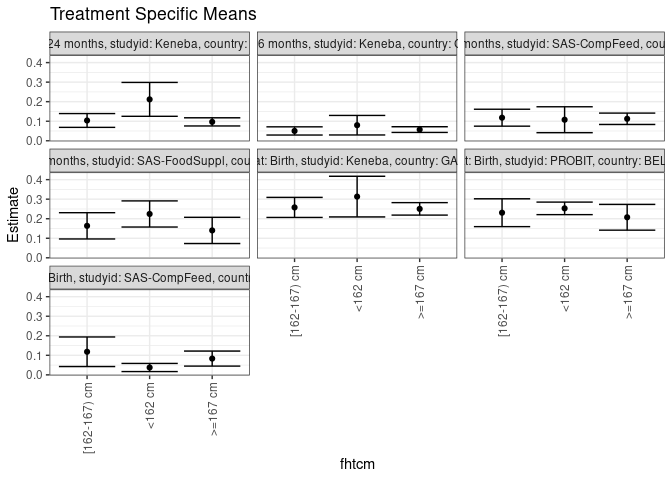 Treatment Specific Means
24 months, studyid: Keneba, country:
6 months, studyid: Keneba, country:
months, studyid: SAS-CompFeed, cou
0.4
0.3
0.2
0.1
0.0
months, studyid: SAS-FoodSuppl, cou
at: Birth, studyid: Keneba, country: GA
t: Birth, studyid: PROBIT, country: BEL
0.4
0.3
0.2
0.1
0.0
Birth, studyid: SAS-CompFeed, count
0.4
0.3
0.2
0.1
0.0
[162-167) cm
<162 cm
>=167 cm
[162-167) cm
<162 cm
>=167 cm
[162-167) cm
<162 cm
>=167 cm
Estimate
fhtcm